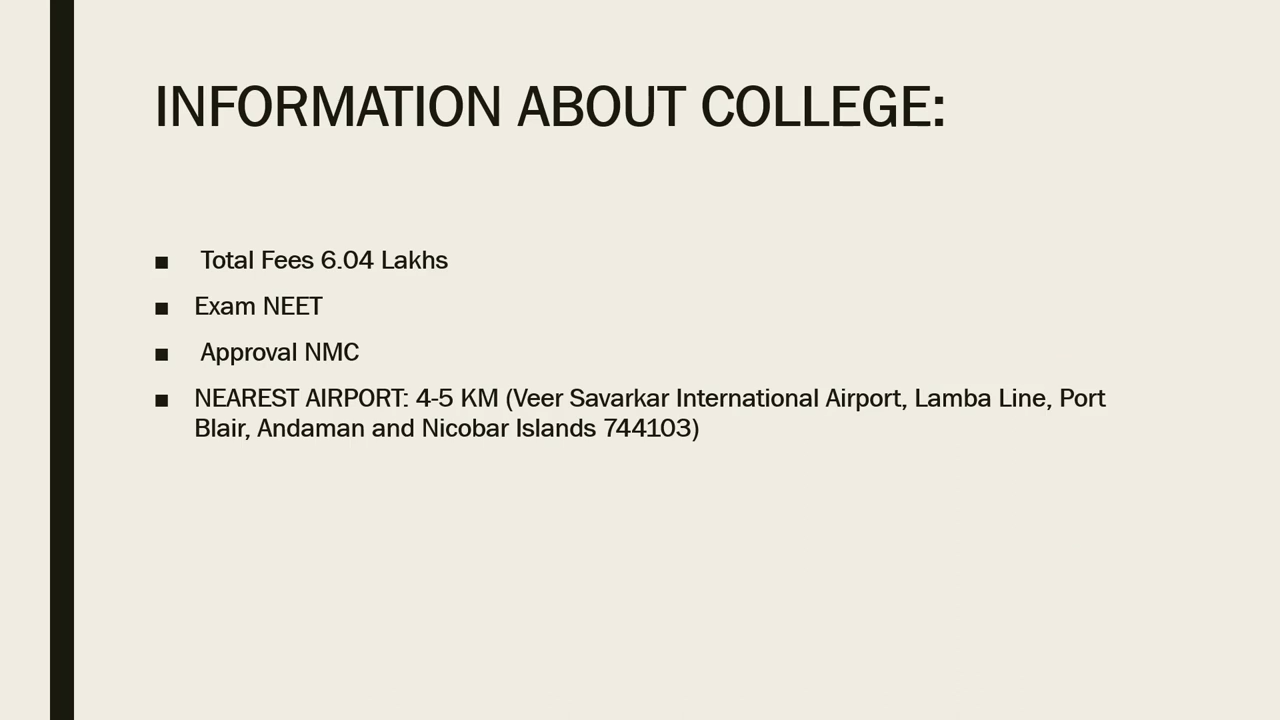 INFORMATION ABOUT COLLEGE:
■ Total Fees 6.04 Lakhs
■ Exam NEET
■ Approval NMC
■ NEAREST AIRPORT: 4-5 KM (Veer Savarkar International Airport, Lamba Line, Port
Blair, Andaman and Nicobar Islands 744103)